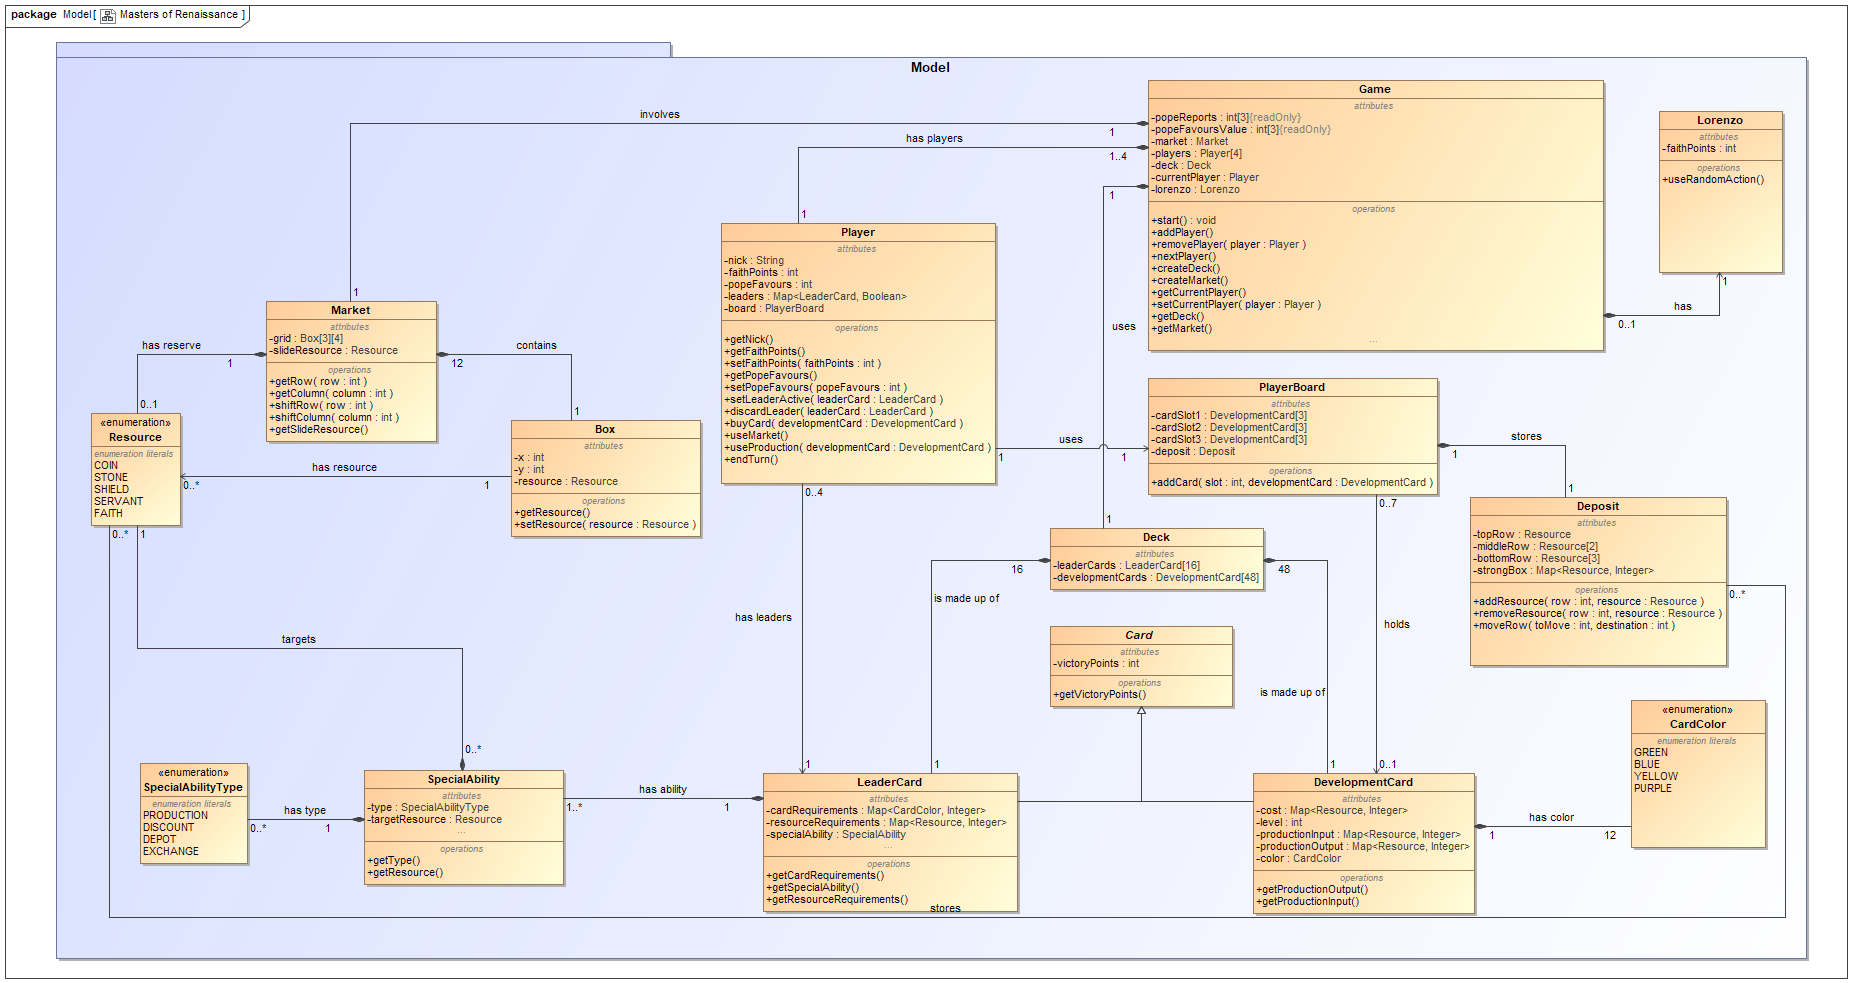 package Model[ Masters of Renaissance ]
Model
involves
1
1
has players
1..4
1
Game
attributes
-popeReports : int[3]{readOnly}
-popeFavoursValue : int[3]{readOnly}
-market : Market
-players : Player[4]
-deck : Deck
-currentPlayer : Player
-lorenzo : Lorenzo
operations
+start() : void
+addPlayer()
+removePlayer( player : Player )
+nextPlayer()
+createDeck()
+createMarket()
+getCurrentPlayer()
+setCurrentPlayer( player : Player )
+getDeck()
+getMarket()
...
Lorenzo
attributes
-faithPoints : int
operations
+useRandomAction()
1
has
0..1
1
uses
1
Player
attributes
-nick : String
-faithPoints : int
-popeFavours : int
-leaders : Map<LeaderCard, Boolean>
-board : PlayerBoard
operations
+getNick()
+getFaithPoints()
+setFaithPoints( faithPoints : int )
+getPopeFavours()
+setPopeFavours( popeFavours : int )
+setLeaderActive( leaderCard : LeaderCard )
+discardLeader( leaderCard : LeaderCard )
+buyCard( developmentCard : DevelopmentCard )
+useMarket()
+useProduction( developmentCard : DevelopmentCard )
+endTurn()
Market
attributes
-grid : Box[3][4]
-slideResource : Resource
operations
+getRow( row : int )
+getColumn( column : int )
+shiftRow( row : int )
+shiftColumn( column : int )
+getSlideResource()
has reserve
1
0..1
contains
12
1
«enumeration»
Resource
enumeration literals
COIN
STONE
SHIELD
SERVANT
FAITH
Box
attributes
-x : int
-y : int
-resource : Resource
operations
+getResource()
+setResource( resource : Resource )
has resource
0..*
1
uses
1
1
PlayerBoard
attributes
-cardSlot1 : DevelopmentCard[3]
-cardSlot2 : DevelopmentCard[3]
-cardSlot3 : DevelopmentCard[3]
-deposit : Deposit
operations
+addCard( slot : int, developmentCard : DevelopmentCard )
stores
1
1
Deposit
attributes
-topRow : Resource
-middleRow : Resource[2]
-bottomRow : Resource[3]
-strongBox : Map<Resource, Integer>
operations
+addResource( row : int, resource : Resource )
+removeResource( row : int, resource : Resource )
+moveRow( toMove : int, destination : int )
0..*
0..4
has leaders
1
0..7
holds
0..1
Deck
attributes
-leaderCards : LeaderCard[16]
-developmentCards : DevelopmentCard[48]
16
is made up of
1
48
is made up of
1
Card
attributes
-victoryPoints : int
operations
+getVictoryPoints()
0..*
1
targets
0..*
«enumeration»
SpecialAbilityType
enumeration literals
PRODUCTION
DISCOUNT
DEPOT
EXCHANGE
has type
0..*
1
SpecialAbility
attributes
-type : SpecialAbilityType
-targetResource : Resource
...
operations
+getType()
+getResource()
has ability
1..*
1
LeaderCard
attributes
-cardRequirements : Map<CardColor, Integer>
-resourceRequirements : Map<Resource, Integer>
-specialAbility : SpecialAbility
...
operations
+getCardRequirements()
+getSpecialAbility()
+getResourceRequirements()
stores
DevelopmentCard
attributes
-cost : Map<Resource, Integer>
-level : int
-productionInput : Map<Resource, Integer>
-productionOutput : Map<Resource, Integer>
-color : CardColor
operations
+getProductionOutput()
+getProductionInput()
has color
1
12
«enumeration»
CardColor
enumeration literals
GREEN
BLUE
YELLOW
PURPLE